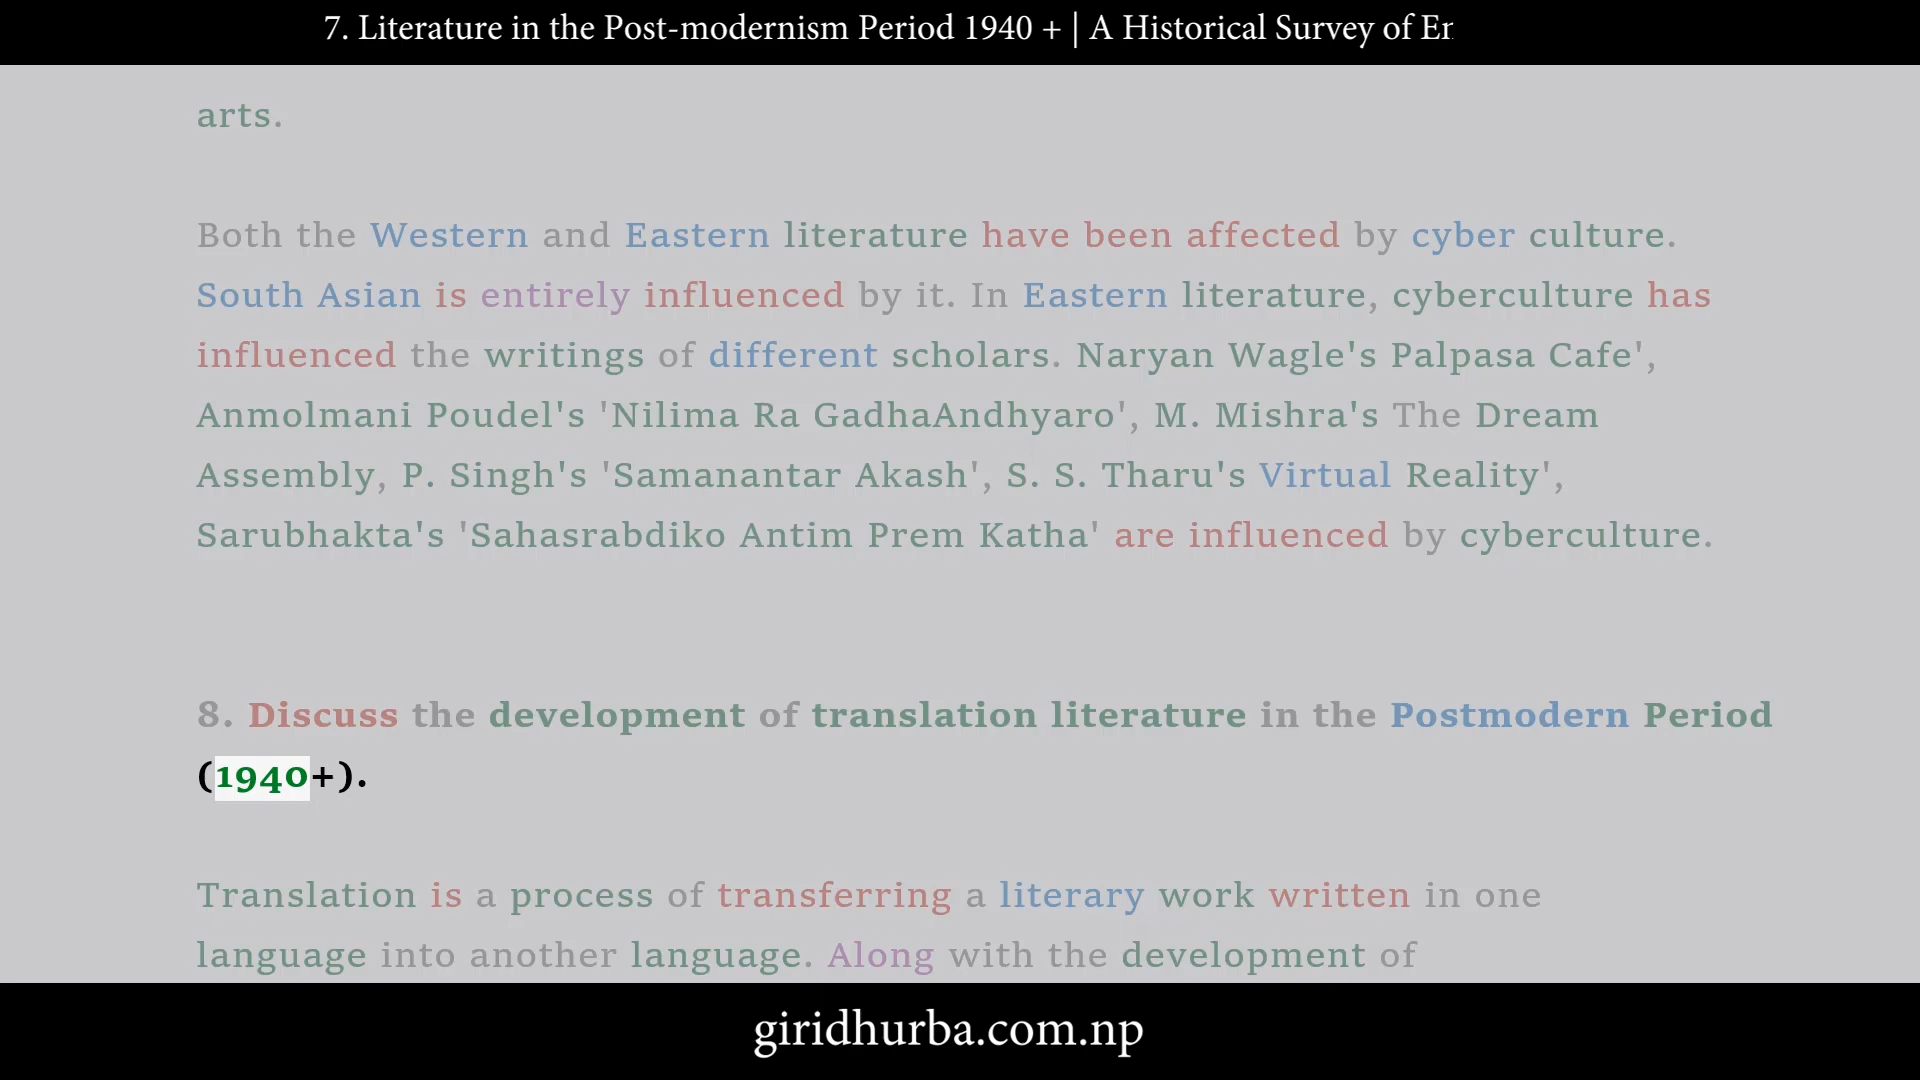 7. Literature in the Post-modernism Period 1940 + | A Historical Survey of En
arts.
Both the Western and Eastern literature have been affected by cyber culture.
South Asian is entirely influenced by it. In Eastern literature, cyberculture has
influenced the writings of different scholars. Naryan Wagle's Palpasa Cafe',
Anmolmani Poudel's 'Nilima Ra GadhaAndhyaro', M. Mishra's The Dream
Assembly, P. Singh's 'Samanantar Akash', S. S. Tharu's Virtual Reality',
Sarubhakta's 'Sahasrabdiko Antim Prem Katha' are influenced by cyberculture.
8. Discuss the development of translation literature in the Postmodern Period
(1940+).
Translation is a process of transferring a literary work written in one
language into another language. Along with the development of
giridhurba.com.np